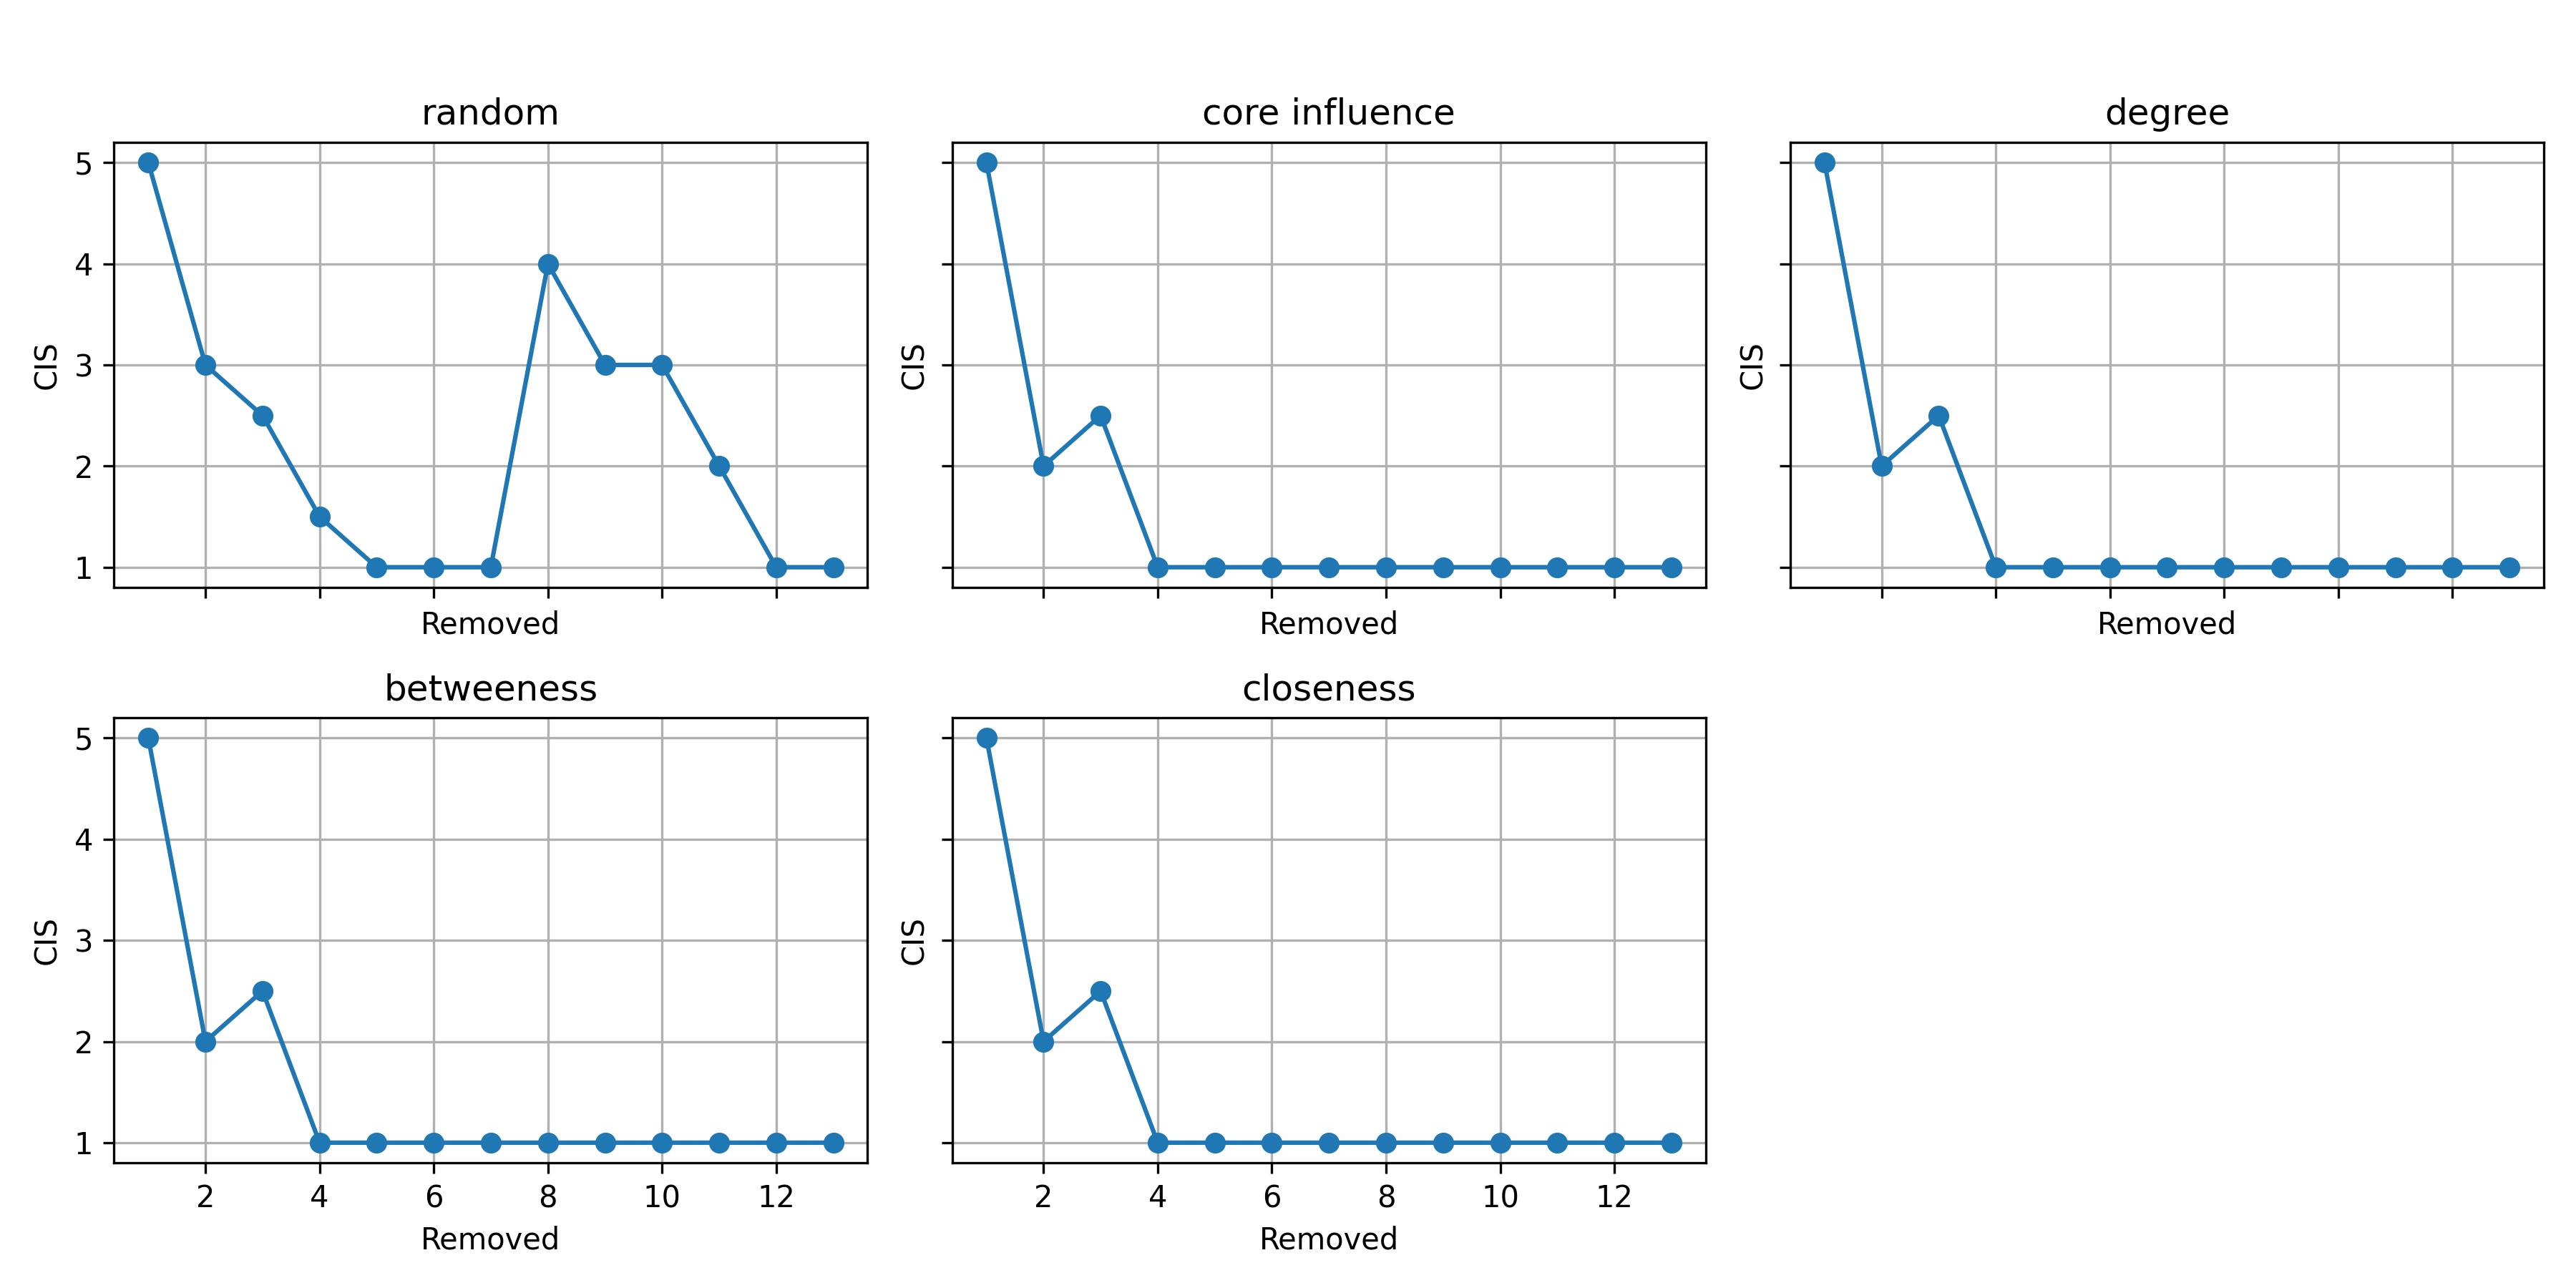 random
core influence
degree
5
4
3
2
1
CIS
CIS
CIS
Removed
Removed
Removed
betweeness
closeness
5
4
3
2
1
CIS
CIS
2 4 6 8 10 12
2 4 6 8 10 12
Removed
Removed